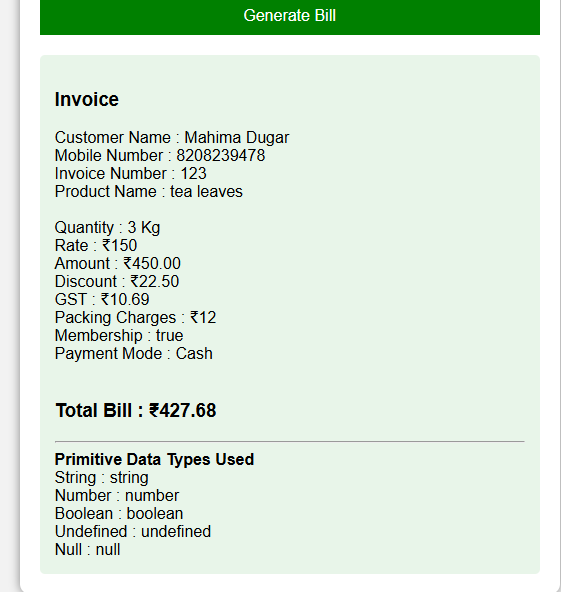 Generate Bill
Invoice
Customer Name : Mahima Dugar
Mobile Number : 8208239478
Invoice Number : 123
Product Name : tea leaves
Quantity : 3 Kg
Rate : ₹150
Amount : ₹450.00
Discount : ₹22.50
GST : ₹10.69
Packing Charges : ₹12
Membership : true
Payment Mode : Cash
Total Bill : ₹427.68
Primitive Data Types Used
String : string
Number : number
Boolean : boolean
Undefined : undefined
Null : null